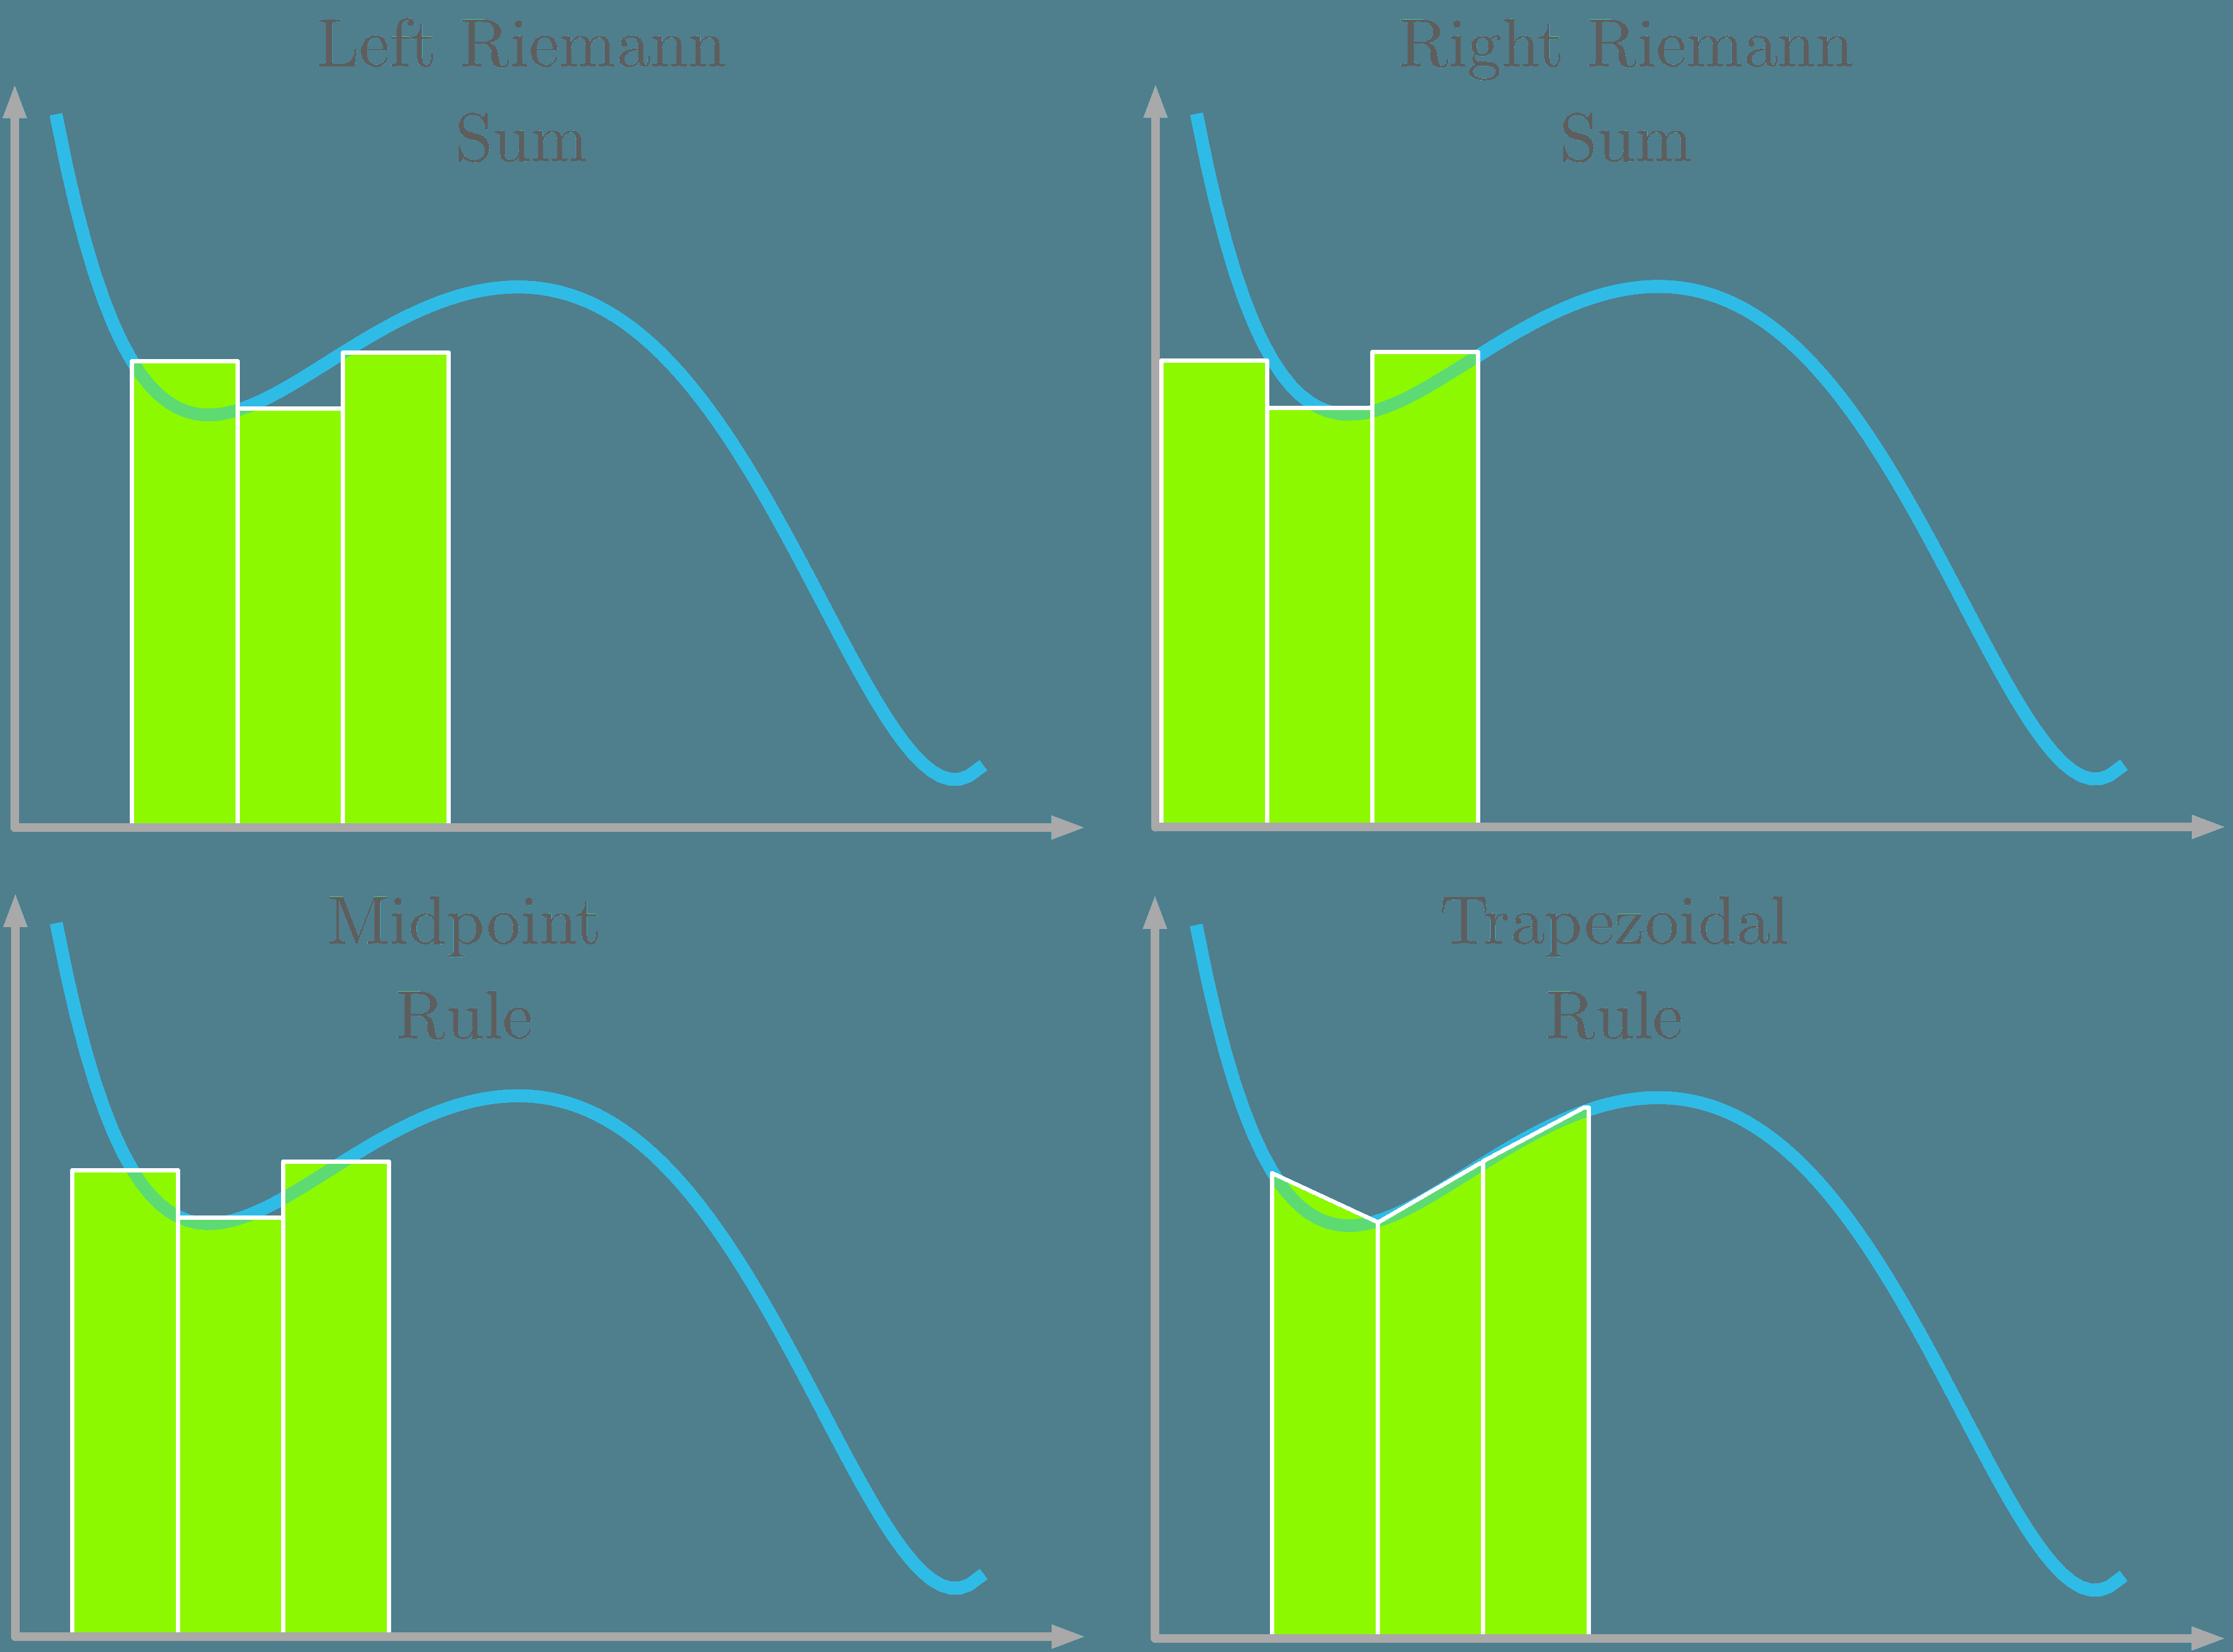 Left Riemann
Sum
Right Riemann
Sum
Midpoint
Rule
Trapezoidal
Rule